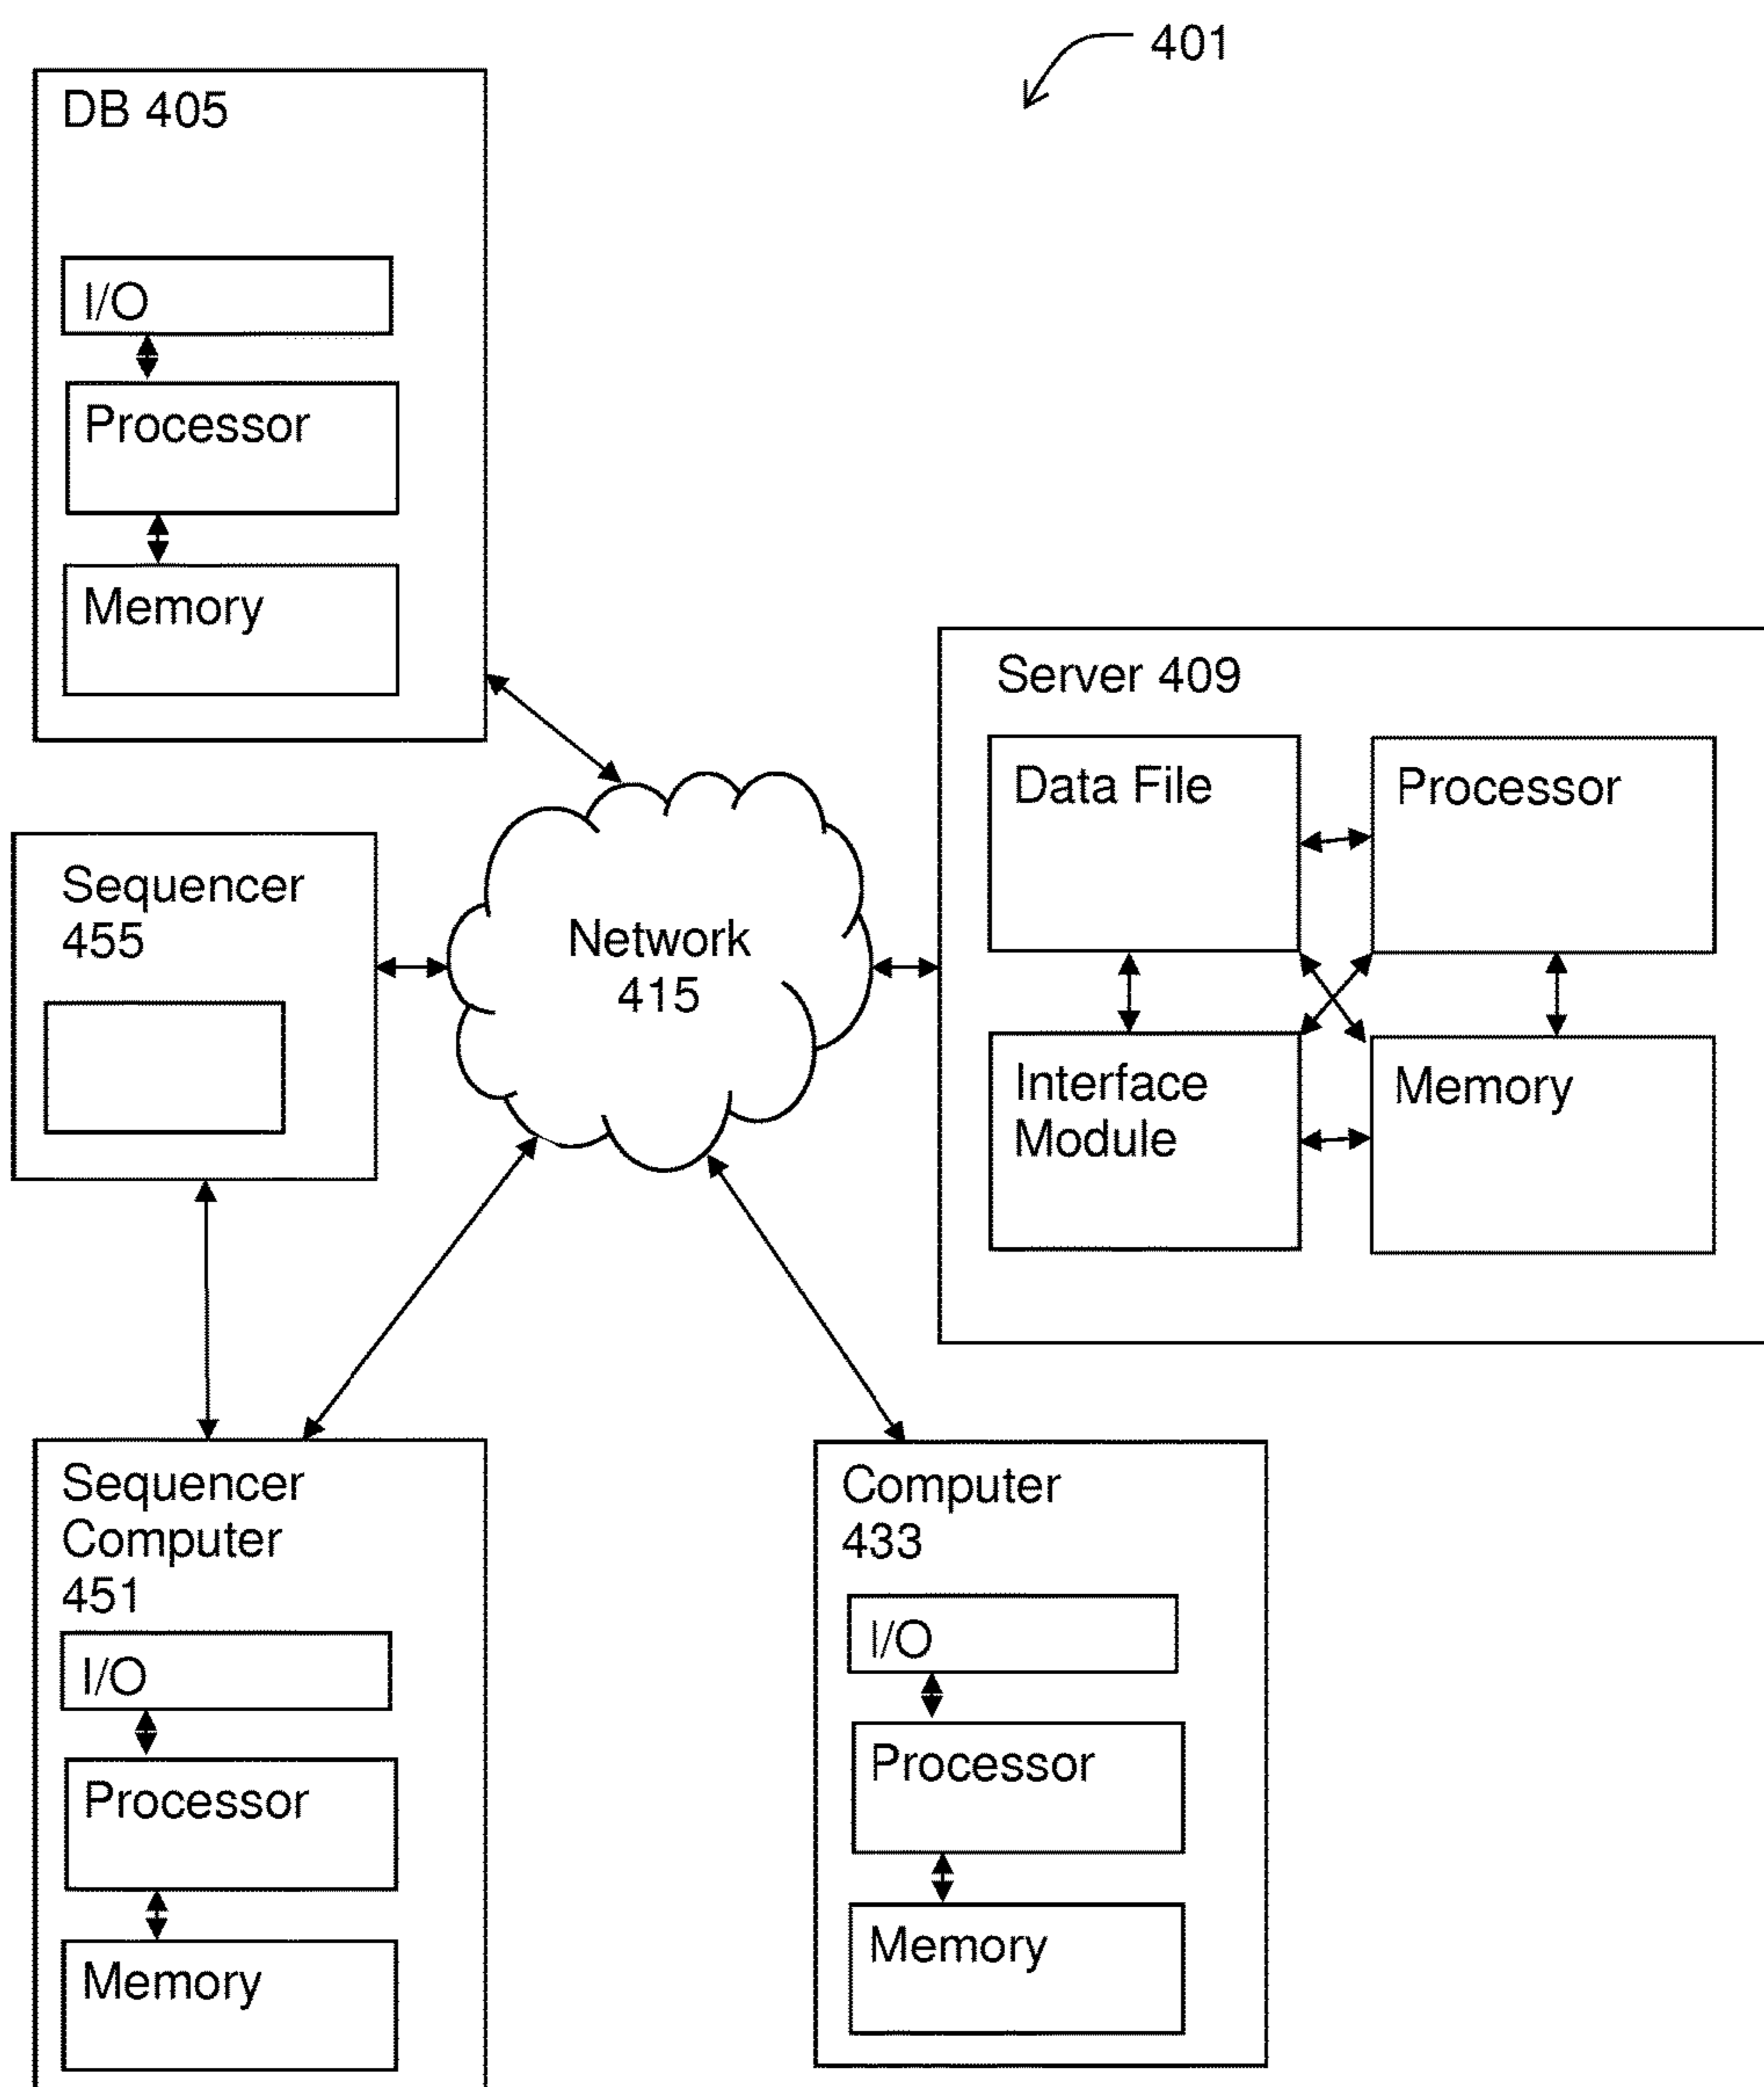 401
DB 405
I/O
Processor
Memory
Server 409
Data File
Processor
Interface
Module
Memory
Sequencer
455
Network
415
Sequencer
Computer
451
I/O
Processor
Memory
Computer
433
I/O
Processor
Memory